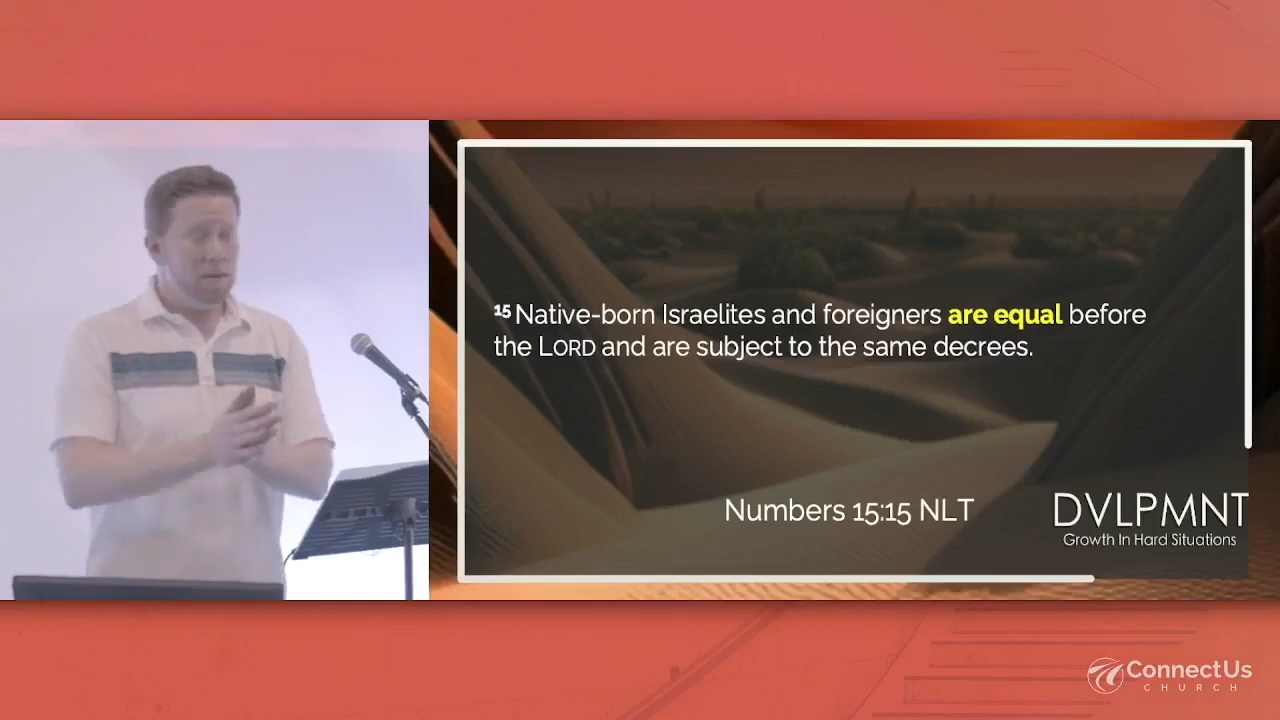 15 Native-born Israelites and foreigners are equal before
the LORD and are subject to the same decrees.
Numbers 15:15 NLT
DVLPMNT
Growth In Hard Situations
ConnectUs
CHURCH